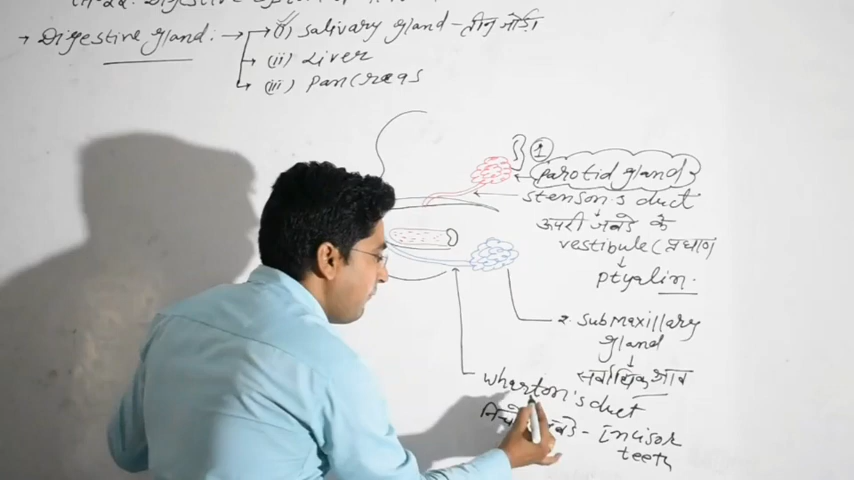 Digestive gland :- → (i) Salivary gland - तीन जोड़ी
(ii) Liver
(iii) Pancreas
1
parotid gland
stenson's duct
ऊपरी जबड़े के
vestibule (प्रघाण
↓
ptyalin.
2. Submaxillary
gland
↓
सर्वाधिक स्राव
Wharton's duct
जबड़े - Incisor
teeth